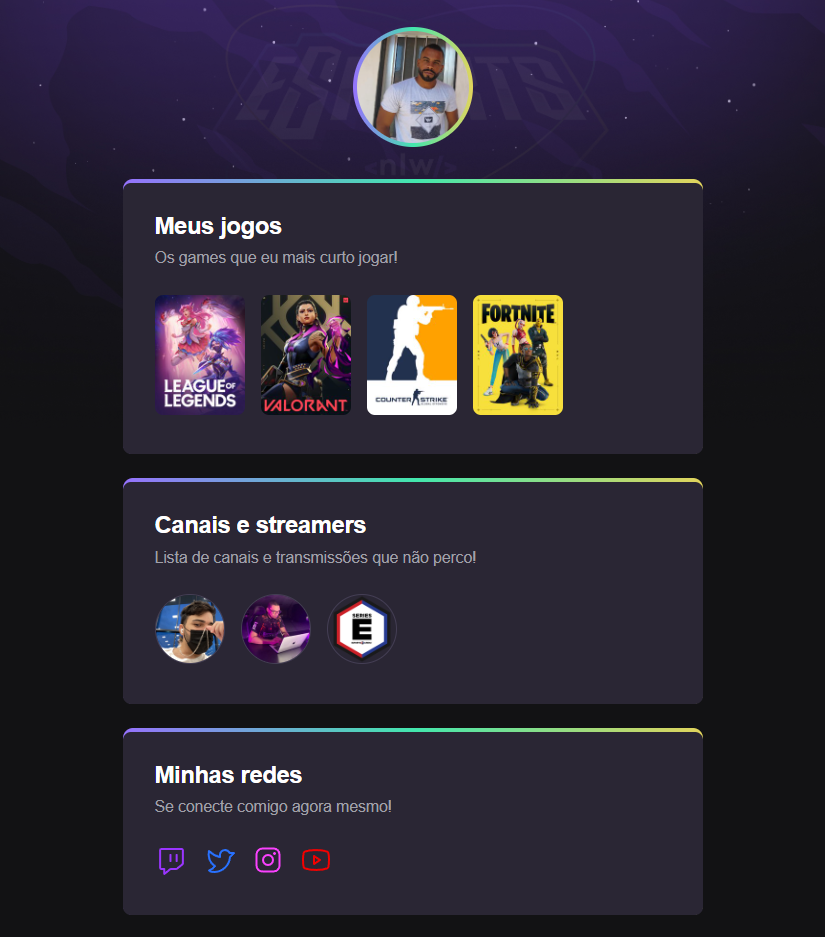 ESPORTS
<nlw/>
Meus jogos
Os games que eu mais curto jogar!
LEAGUE OF
LEGENDS
VALORANT
COUNTER STRIKE
FORTNITE
Canais e streamers
Lista de canais e transmissões que não perco!
SERIES
E
Minhas redes
Se conecte comigo agora mesmo!